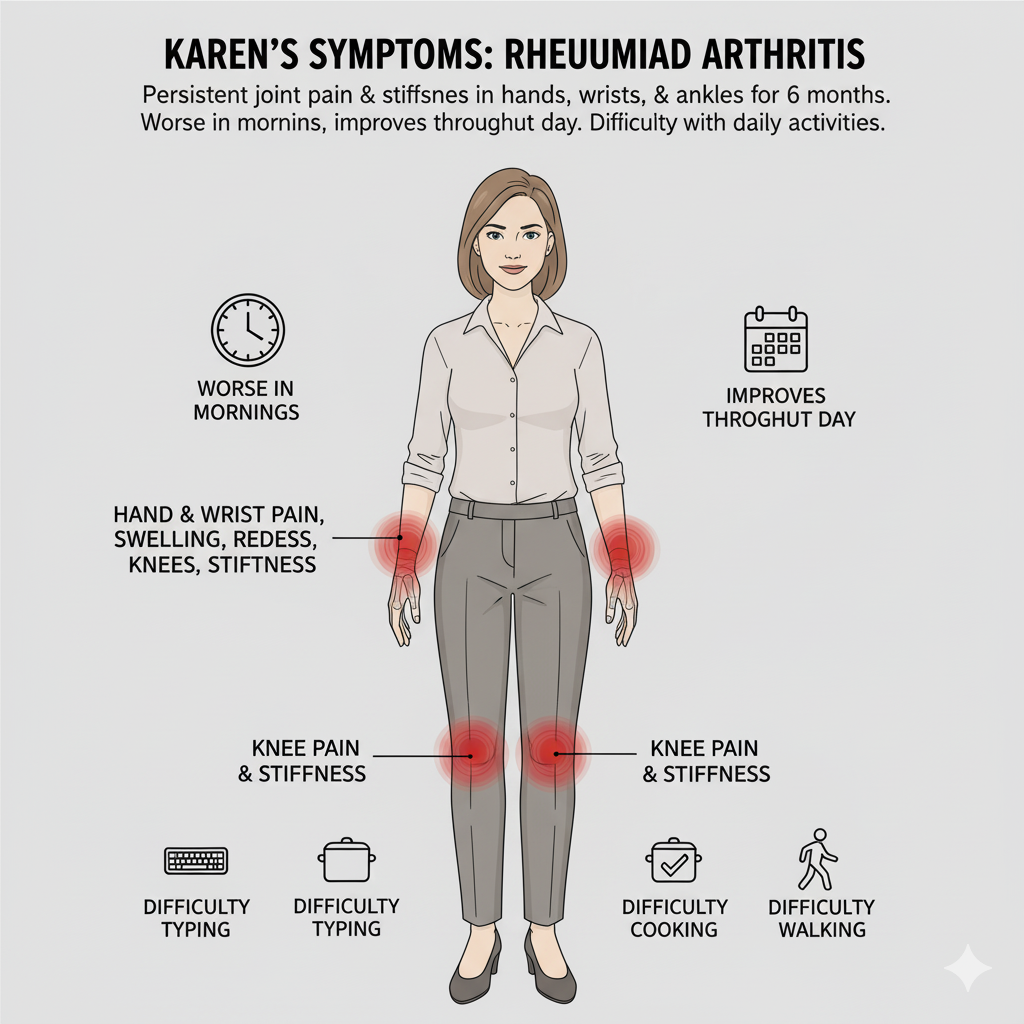 KAREN'S SYMPTOMS: RHEUUMIAD ARTHRITIS
Persistent joint pain & stiffsnes in hands, wrists, & ankles for 6 months.
Worse in mornins, improves throughut day. Difficulty with daily activities.
WORSE IN
MORNINGS
IMPROVES
THROGHUT DAY
HAND & WRIST PAIN,
SWELLING, REDESS,
KNEES, STIFTNESS
KNEE PAIN
& STIFFNESS
KNEE PAIN
& STIFFNESS
DIFFICULTY
TYPING
DIFFICULTY
TYPING
DIFFICULTY
COOKING
DIFFICULTY
WALKING